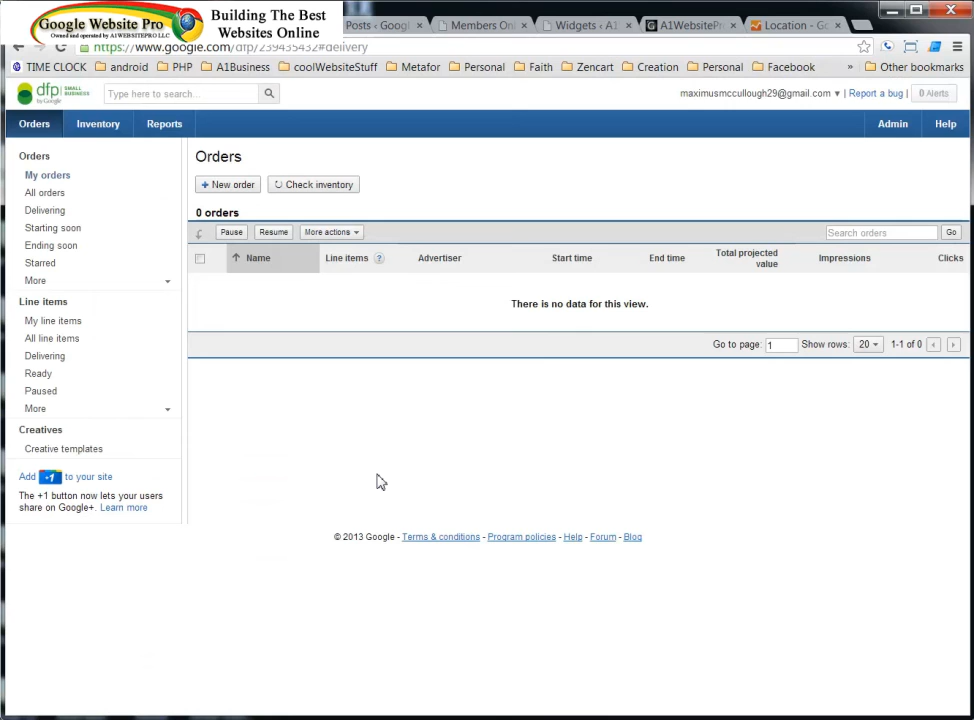 Google Website Pro
Owned and operated by A1WEBSITEPRO LLC
Building The Best
Websites Online
Posts ‹ Googl
Members Onl
Widgets ‹ A1
A1WebsitePr
Location - Go
https://www.google.com/dfp/239435432#delivery
TIME CLOCK
android
PHP
A1Business
coolWebsiteStuff
Metafor
Personal
Faith
Zencart
Creation
Personal
Facebook
»
Other bookmarks
dfp SMALL BUSINESS
by Google
Type here to search...
maximusmccullough29@gmail.com ▾ | Report a bug | 0 Alerts
Orders Inventory Reports Admin Help
Orders
My orders
All orders
Delivering
Starting soon
Ending soon
Starred
More
Line items
My line items
All line items
Delivering
Ready
Paused
More
Creatives
Creative templates
Add +1 to your site
The +1 button now lets your users
share on Google+. Learn more
Orders
+ New order Check inventory
0 orders
Pause Resume More actions Search orders Go
Name Line items ? Advertiser Start time End time Total projected
value Impressions Clicks
There is no data for this view.
Go to page: 1 Show rows: 20 1-1 of 0
© 2013 Google - Terms & conditions - Program policies - Help - Forum - Blog